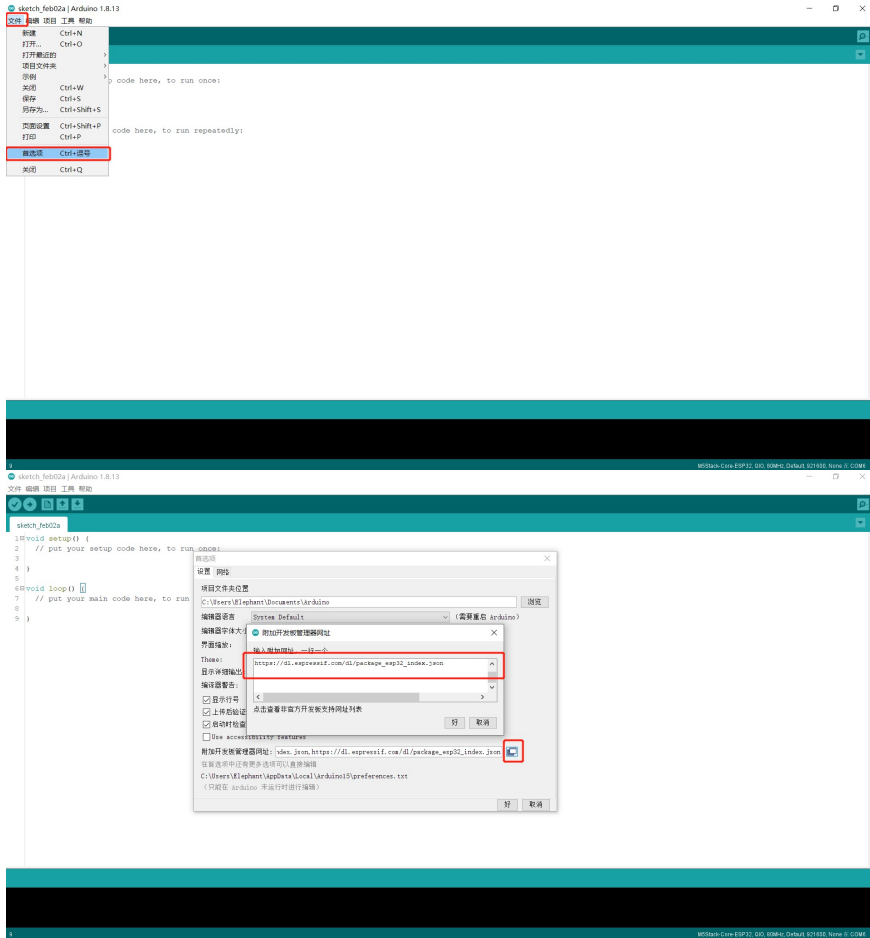 sketch_feb02a | Arduino 1.8.13
文件 编辑 项目 工具 帮助
新建 Ctrl+N
打开... Ctrl+O
打开最近的
项目文件夹
示例
关闭 Ctrl+W
保存 Ctrl+S
另存为... Ctrl+Shift+S
页面设置 Ctrl+Shift+P
打印 Ctrl+P
首选项 Ctrl+逗号
关闭 Ctrl+Q
p code here, to run once:
code here, to run repeatedly:
9
M5Stack-Core-ESP32, QIO, 80MHz, Default, 921600, None 在 COM6
sketch_feb02a | Arduino 1.8.13
文件 编辑 项目 工具 帮助
sketch_feb02a
1 void setup() {
2 // put your setup code here, to run once:
3
4 }
5
6 void loop() {
7 // put your main code here, to run
8
9 }
首选项
设置 网络
项目文件夹位置
C:\Users\Elephant\Documents\Arduino 浏览
编辑器语言 System Default (需要重启 Arduino)
编辑器字体大小
界面缩放:
Theme:
显示详细输出:
编译器警告:
显示行号
上传后验证
启动时检查
Use accessibility features
附加开发板管理器网址
输入附加网址,一行一个
https://dl.espressif.com/dl/package_esp32_index.json
点击查看非官方开发板支持网址列表
好 取消
附加开发板管理器网址: ndex.json,https://dl.espressif.com/dl/package_esp32_index.json
在首选项中还有更多选项可以直接编辑
C:\Users\Elephant\AppData\Local\Arduino15\preferences.txt
(只能在 Arduino 未运行时进行编辑)
好 取消
9
M5Stack-Core-ESP32, QIO, 80MHz, Default, 921600, None 在 COM6